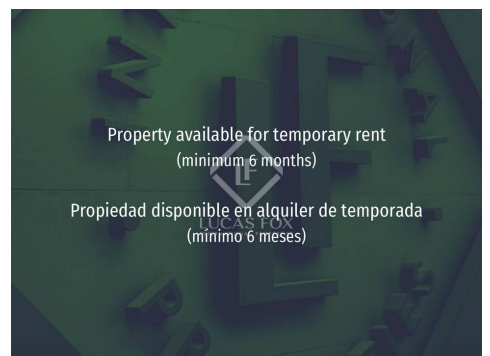 Property available for temporary rent
(minimum 6 months)
LF
Propiedad disponible en alquiler de temporada
LUCAS FOX
(mínimo 6 meses)